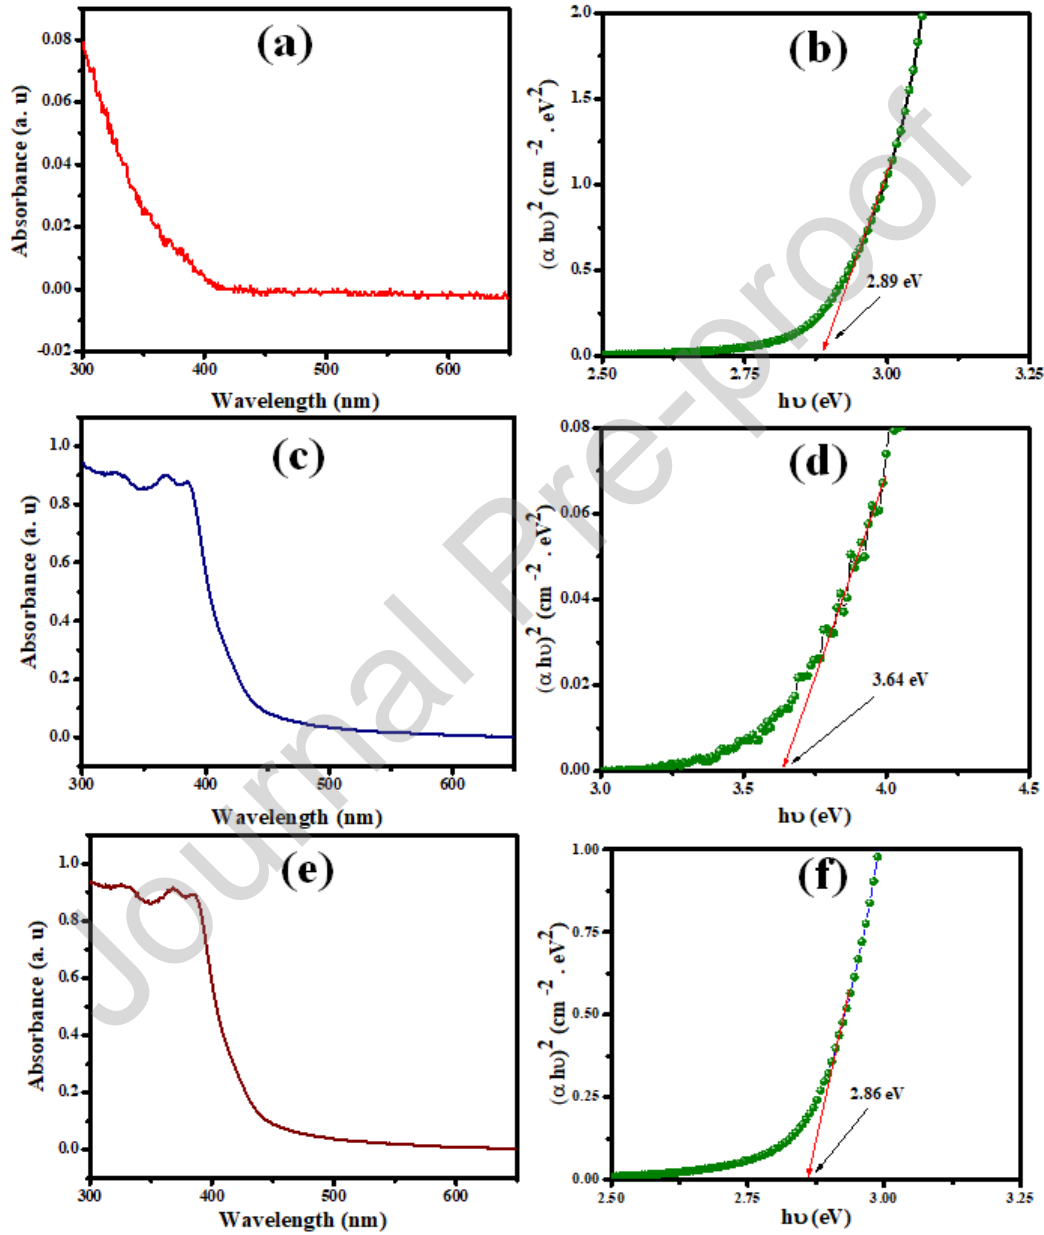 (a)
Absorbance (a. u)
0.08
0.06
0.04
0.02
0.00
-0.02
300 400 500 600
Wavelength (nm)
(b)
(α hυ)² (cm⁻² . eV²)
2.0
1.5
1.0
0.5
0.0
2.89 eV
2.50 2.75 3.00 3.25
hυ (eV)
(c)
Absorbance (a. u)
1.0
0.8
0.6
0.4
0.2
0.0
300 400 500 600
Wavelength (nm)
(d)
(α hυ)² (cm⁻² . eV²)
0.08
0.06
0.04
0.02
0.00
3.64 eV
3.0 3.5 4.0 4.5
hυ (eV)
(e)
Absorbance (a. u)
1.0
0.8
0.6
0.4
0.2
0.0
300 400 500 600
Wavelength (nm)
(f)
(α hυ)² (cm⁻² . eV²)
1.00
0.75
0.50
0.25
0.00
2.86 eV
2.50 2.75 3.00 3.25
hυ (eV)
Journal Pre-proof